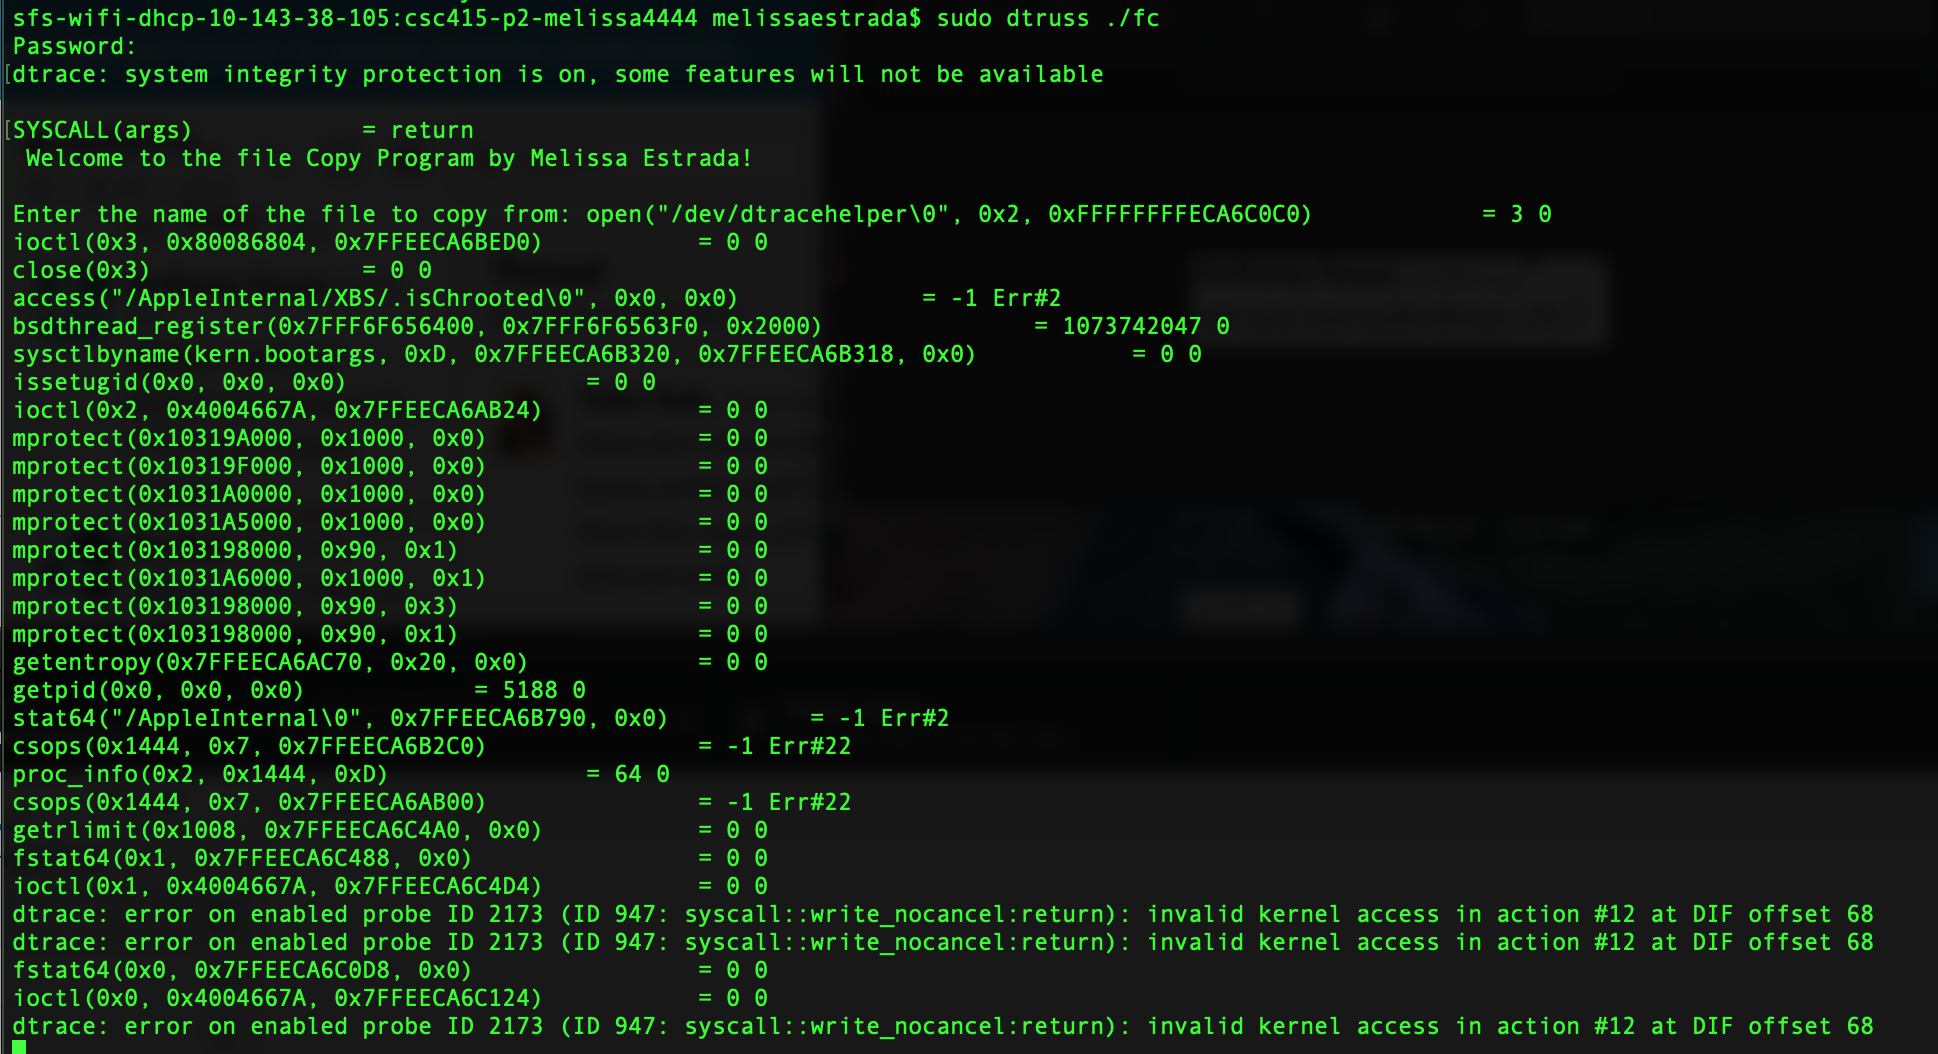 sfs-wifi-dhcp-10-143-38-105:csc415-p2-melissa4444 melissaestrada$ sudo dtruss ./fc
Password:
[dtrace: system integrity protection is on, some features will not be available
[SYSCALL(args) = return
Welcome to the file Copy Program by Melissa Estrada!
Enter the name of the file to copy from: open("/dev/dtracehelper\0", 0x2, 0xFFFFFFFFECA6C0C0) = 3 0
ioctl(0x3, 0x80086804, 0x7FFEECA6BED0) = 0 0
close(0x3) = 0 0
access("/AppleInternal/XBS/.isChrooted\0", 0x0, 0x0) = -1 Err#2
bsdthread_register(0x7FFF6F656400, 0x7FFF6F6563F0, 0x2000) = 1073742047 0
sysctlbyname(kern.bootargs, 0xD, 0x7FFEECA6B320, 0x7FFEECA6B318, 0x0) = 0 0
issetugid(0x0, 0x0, 0x0) = 0 0
ioctl(0x2, 0x4004667A, 0x7FFEECA6AB24) = 0 0
mprotect(0x10319A000, 0x1000, 0x0) = 0 0
mprotect(0x10319F000, 0x1000, 0x0) = 0 0
mprotect(0x1031A0000, 0x1000, 0x0) = 0 0
mprotect(0x1031A5000, 0x1000, 0x0) = 0 0
mprotect(0x103198000, 0x90, 0x1) = 0 0
mprotect(0x1031A6000, 0x1000, 0x1) = 0 0
mprotect(0x103198000, 0x90, 0x3) = 0 0
mprotect(0x103198000, 0x90, 0x1) = 0 0
getentropy(0x7FFEECA6AC70, 0x20, 0x0) = 0 0
getpid(0x0, 0x0, 0x0) = 5188 0
stat64("/AppleInternal\0", 0x7FFEECA6B790, 0x0) = -1 Err#2
csops(0x1444, 0x7, 0x7FFEECA6B2C0) = -1 Err#22
proc_info(0x2, 0x1444, 0xD) = 64 0
csops(0x1444, 0x7, 0x7FFEECA6AB00) = -1 Err#22
getrlimit(0x1008, 0x7FFEECA6C4A0, 0x0) = 0 0
fstat64(0x1, 0x7FFEECA6C488, 0x0) = 0 0
ioctl(0x1, 0x4004667A, 0x7FFEECA6C4D4) = 0 0
dtrace: error on enabled probe ID 2173 (ID 947: syscall::write_nocancel:return): invalid kernel access in action #12 at DIF offset 68
dtrace: error on enabled probe ID 2173 (ID 947: syscall::write_nocancel:return): invalid kernel access in action #12 at DIF offset 68
fstat64(0x0, 0x7FFEECA6C0D8, 0x0) = 0 0
ioctl(0x0, 0x4004667A, 0x7FFEECA6C124) = 0 0
dtrace: error on enabled probe ID 2173 (ID 947: syscall::write_nocancel:return): invalid kernel access in action #12 at DIF offset 68